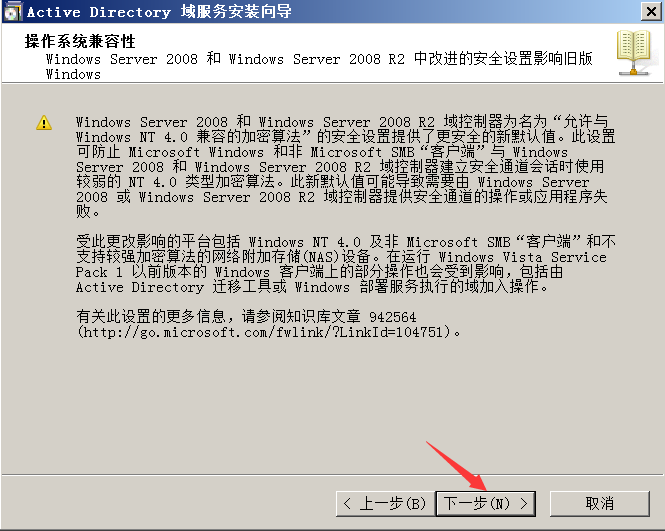 Active Directory 域服务安装向导
操作系统兼容性
Windows Server 2008 和 Windows Server 2008 R2 中改进的安全设置影响旧版
Windows
Windows Server 2008 和 Windows Server 2008 R2 域控制器为名为“允许与
Windows NT 4.0 兼容的加密算法”的安全设置提供了更安全的新默认值。此设置
可防止 Microsoft Windows 和非 Microsoft SMB“客户端”与 Windows
Server 2008 和 Windows Server 2008 R2 域控制器建立安全通道会话时使用
较弱的 NT 4.0 类型加密算法。此新默认值可能导致需要由 Windows Server
2008 或 Windows Server 2008 R2 域控制器提供安全通道的操作或应用程序失
败。
受此更改影响的平台包括 Windows NT 4.0 及非 Microsoft SMB“客户端”和不
支持较强加密算法的网络附加存储(NAS)设备。在运行 Windows Vista Service
Pack 1 以前版本的 Windows 客户端上的部分操作也会受到影响，包括由
Active Directory 迁移工具或 Windows 部署服务执行的域加入操作。
有关此设置的更多信息，请参阅知识库文章 942564
(http://go.microsoft.com/fwlink/?LinkId=104751)。
< 上一步(B) 下一步(N) > 取消